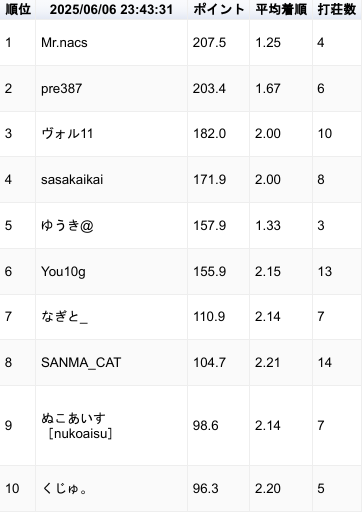 順位 2025/06/06 23:43:31 ポイント 平均着順 打荘数
1 Mr.nacs 207.5 1.25 4
2 pre387 203.4 1.67 6
3 ヴォル11 182.0 2.00 10
4 sasakaikai 171.9 2.00 8
5 ゆうき@ 157.9 1.33 3
6 You10g 155.9 2.15 13
7 なぎと_ 110.9 2.14 7
8 SANMA_CAT 104.7 2.21 14
9 ぬこあいす
［nukoaisu］ 98.6 2.14 7
10 くじゅ。 96.3 2.20 5